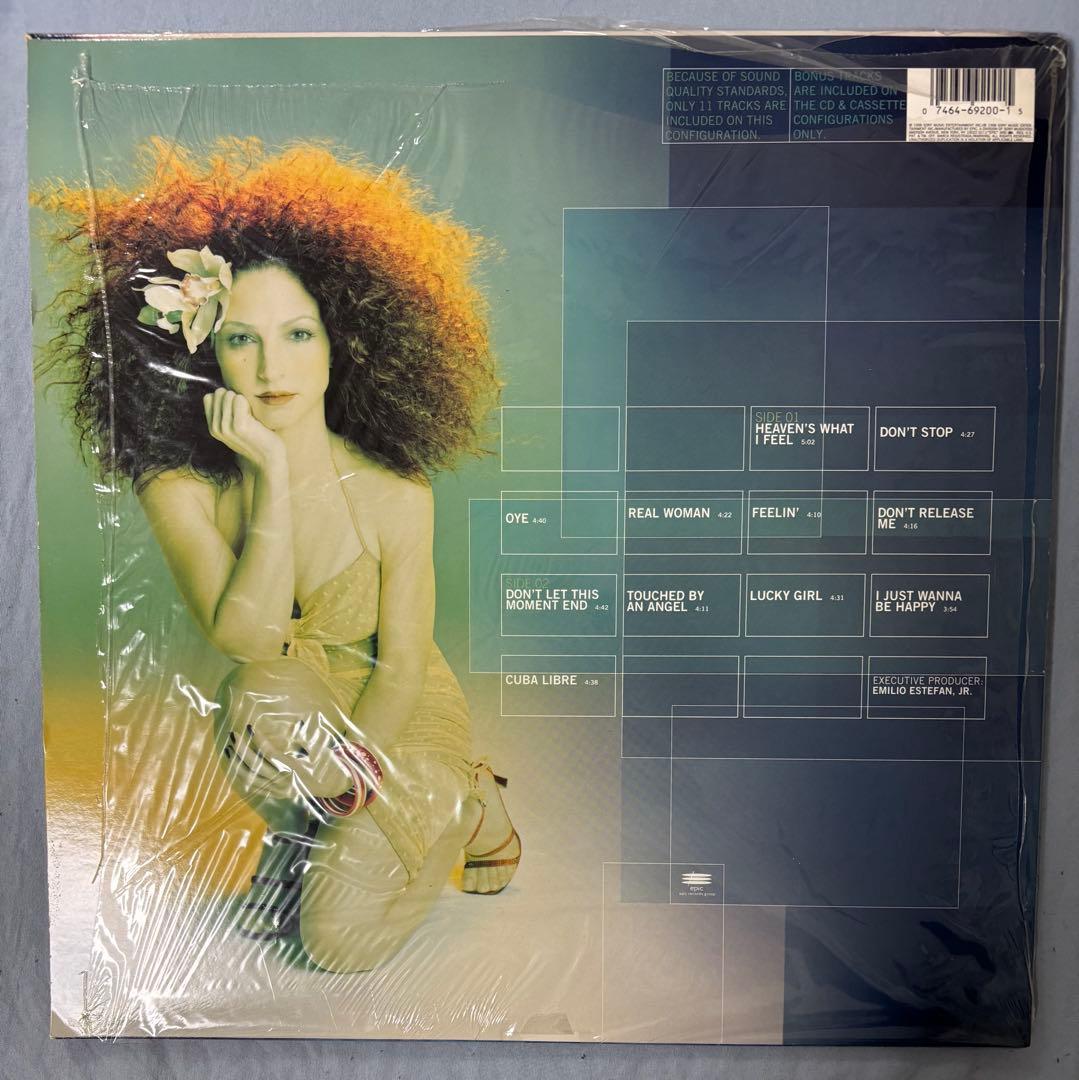 BECAUSE OF SOUND
QUALITY STANDARDS,
ONLY 11 TRACKS ARE
INCLUDED ON THIS
CONFIGURATION.
BONUS TRACKS
ARE INCLUDED ON
THE CD & CASSETTE
CONFIGURATIONS
ONLY.
0 7464-69200-1 5
SIDE 01
HEAVEN'S WHAT
I FEEL 5:02
DON'T STOP 4:27
OYE 4:40
REAL WOMAN 4:22
FEELIN' 4:10
DON'T RELEASE
ME 4:16
SIDE 02
DON'T LET THIS
MOMENT END 4:42
TOUCHED BY
AN ANGEL 4:11
LUCKY GIRL 4:31
I JUST WANNA
BE HAPPY 3:54
CUBA LIBRE 4:38
EXECUTIVE PRODUCER:
EMILIO ESTEFAN, JR.
epic
epic records group